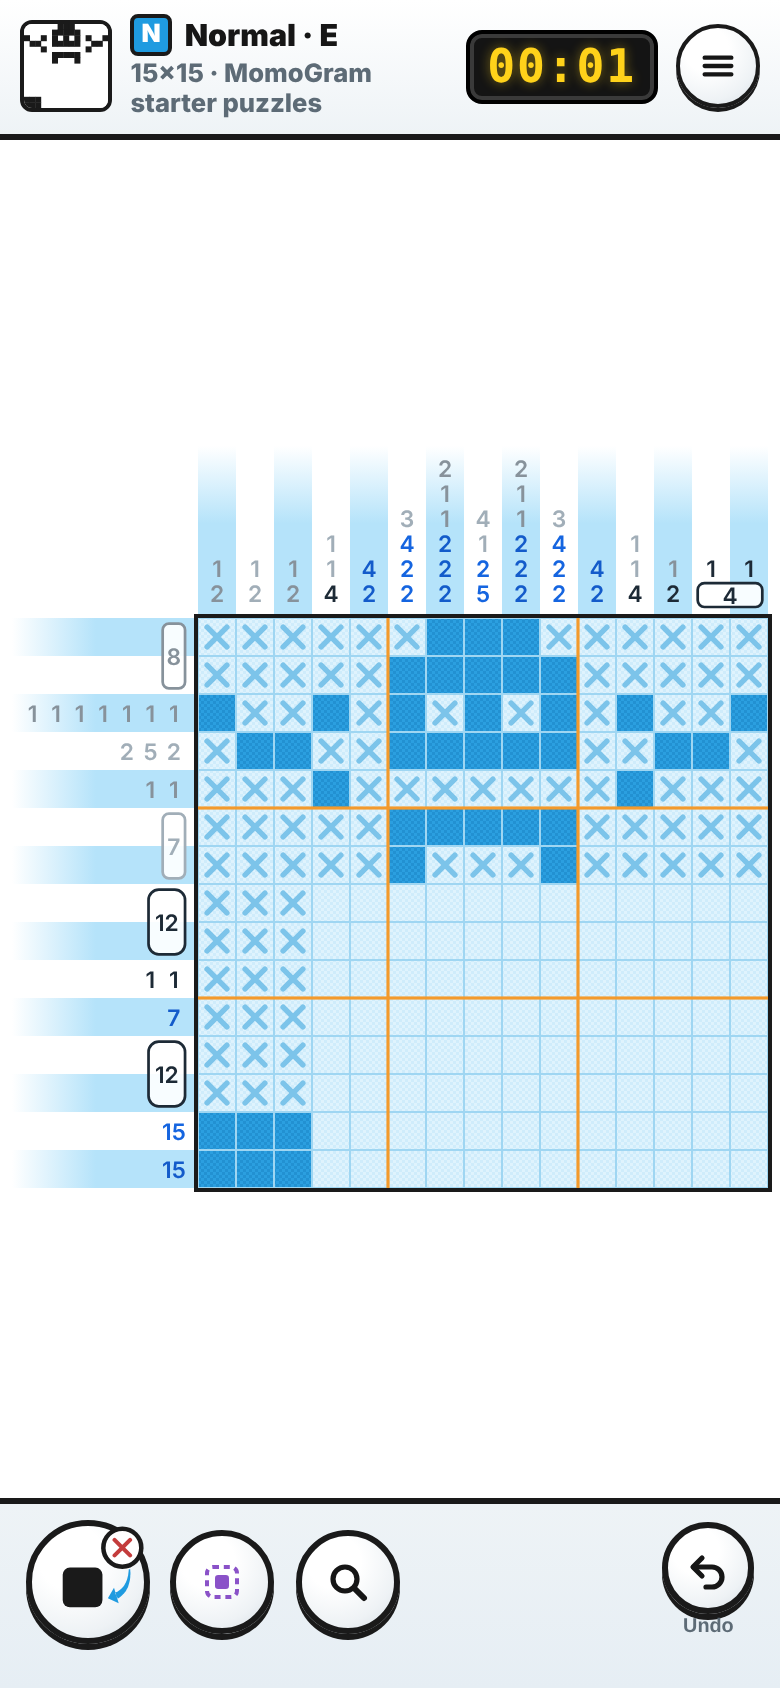 N Normal · E
15×15 · MomoGram
starter puzzles
00:01
2 2
1 1
3 1 4 1 3
1 4 2 1 2 4 1
1 1 1 1 4 2 2 2 2 2 4 1 1 1 1
2 2 2 4 2 2 2 5 2 2 2 4 2 4
8
1 1 1 1 1 1 1
2 5 2
1 1
7
12
1 1
7
12
15
15
Undo